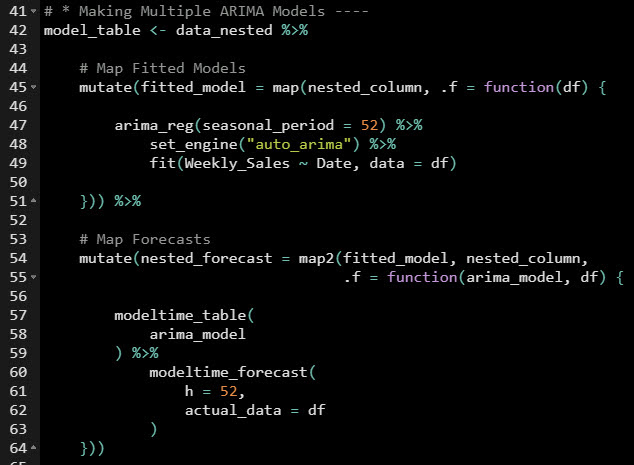 41 # * Making Multiple ARIMA Models ----
42 model_table <- data_nested %>%
43
44     # Map Fitted Models
45     mutate(fitted_model = map(nested_column, .f = function(df) {
46
47         arima_reg(seasonal_period = 52) %>%
48             set_engine("auto_arima") %>%
49             fit(Weekly_Sales ~ Date, data = df)
50
51     })) %>%
52
53     # Map Forecasts
54     mutate(nested_forecast = map2(fitted_model, nested_column,
55                                   .f = function(arima_model, df) {
56
57         modeltime_table(
58             arima_model
59         ) %>%
60             modeltime_forecast(
61                 h = 52,
62                 actual_data = df
63             )
64     }))